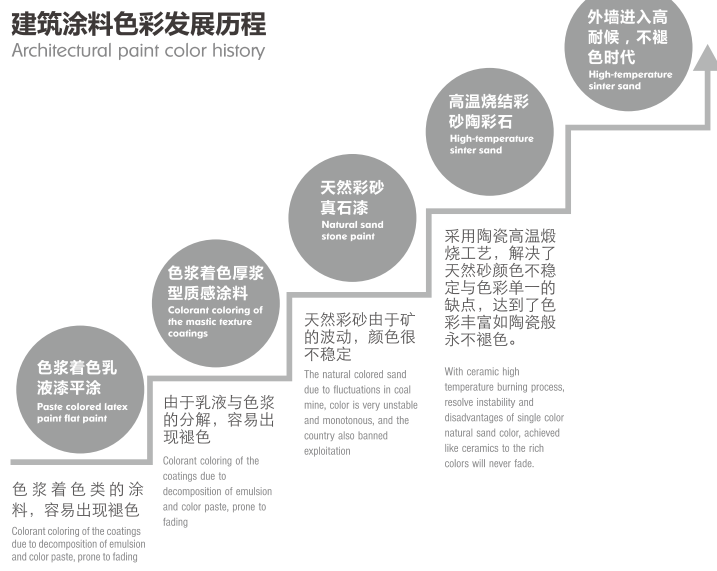 建筑涂料色彩发展历程
Architectural paint color history
色浆着色乳
液漆平涂
Paste colored latex
paint flat paint
色浆着色类的涂
料，容易出现褪色
Colorant coloring of the coatings
due to decomposition of emulsion
and color paste, prone to fading
色浆着色厚浆
型质感涂料
Colorant coloring of
the mastic texture
coatings
由于乳液与色浆
的分解，容易出
现褪色
Colorant coloring of the
coatings due to
decomposition of emulsion
and color paste, prone to
fading
天然彩砂
真石漆
Natural sand
stone paint
天然彩砂由于矿
的波动，颜色很
不稳定
The natural colored sand
due to fluctuations in coal
mine, color is very unstable
and monotonous, and the
country also banned
exploitation
高温烧结彩
砂陶彩石
High-temperature
sinter sand
采用陶瓷高温煅
烧工艺，解决了
天然砂颜色不稳
定与色彩单一的
缺点，达到了色
彩丰富如陶瓷般
永不褪色。
With ceramic high
temperature burning process,
resolve instability and
disadvantages of single color
natural sand color, achieved
like ceramics to the rich
colors will never fade.
外墙进入高
耐候，不褪
色时代
High-temperature
sinter sand